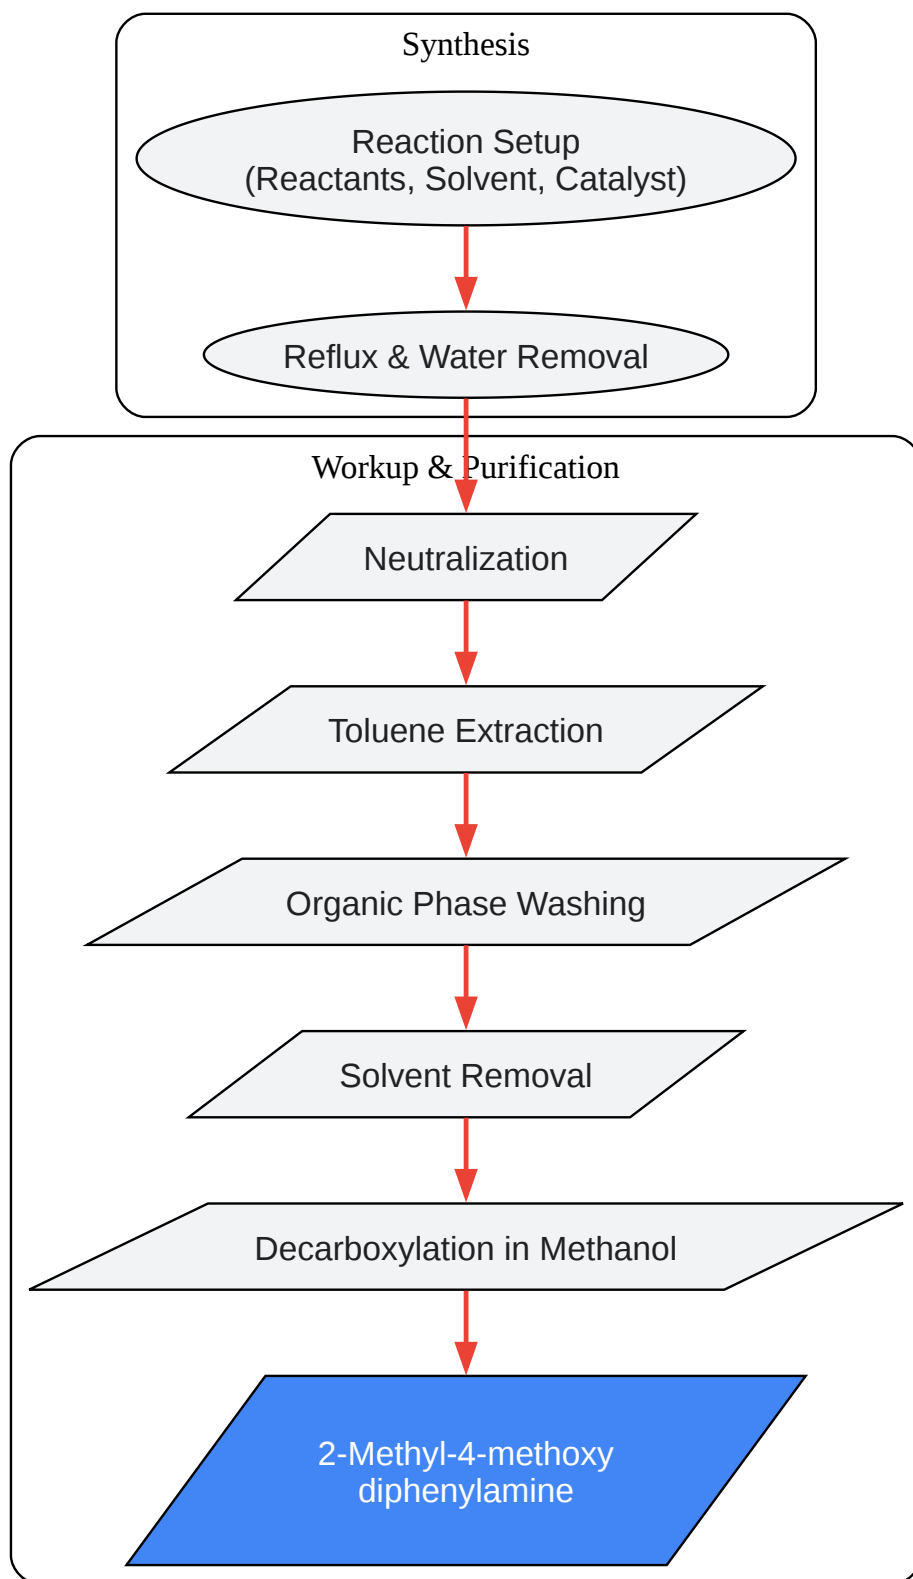 Synthesis
Reaction Setup
(Reactants, Solvent, Catalyst)
Reflux & Water Removal
Workup & Purification
Neutralization
Toluene Extraction
Organic Phase Washing
Solvent Removal
Decarboxylation in Methanol
2-Methyl-4-methoxy
diphenylamine